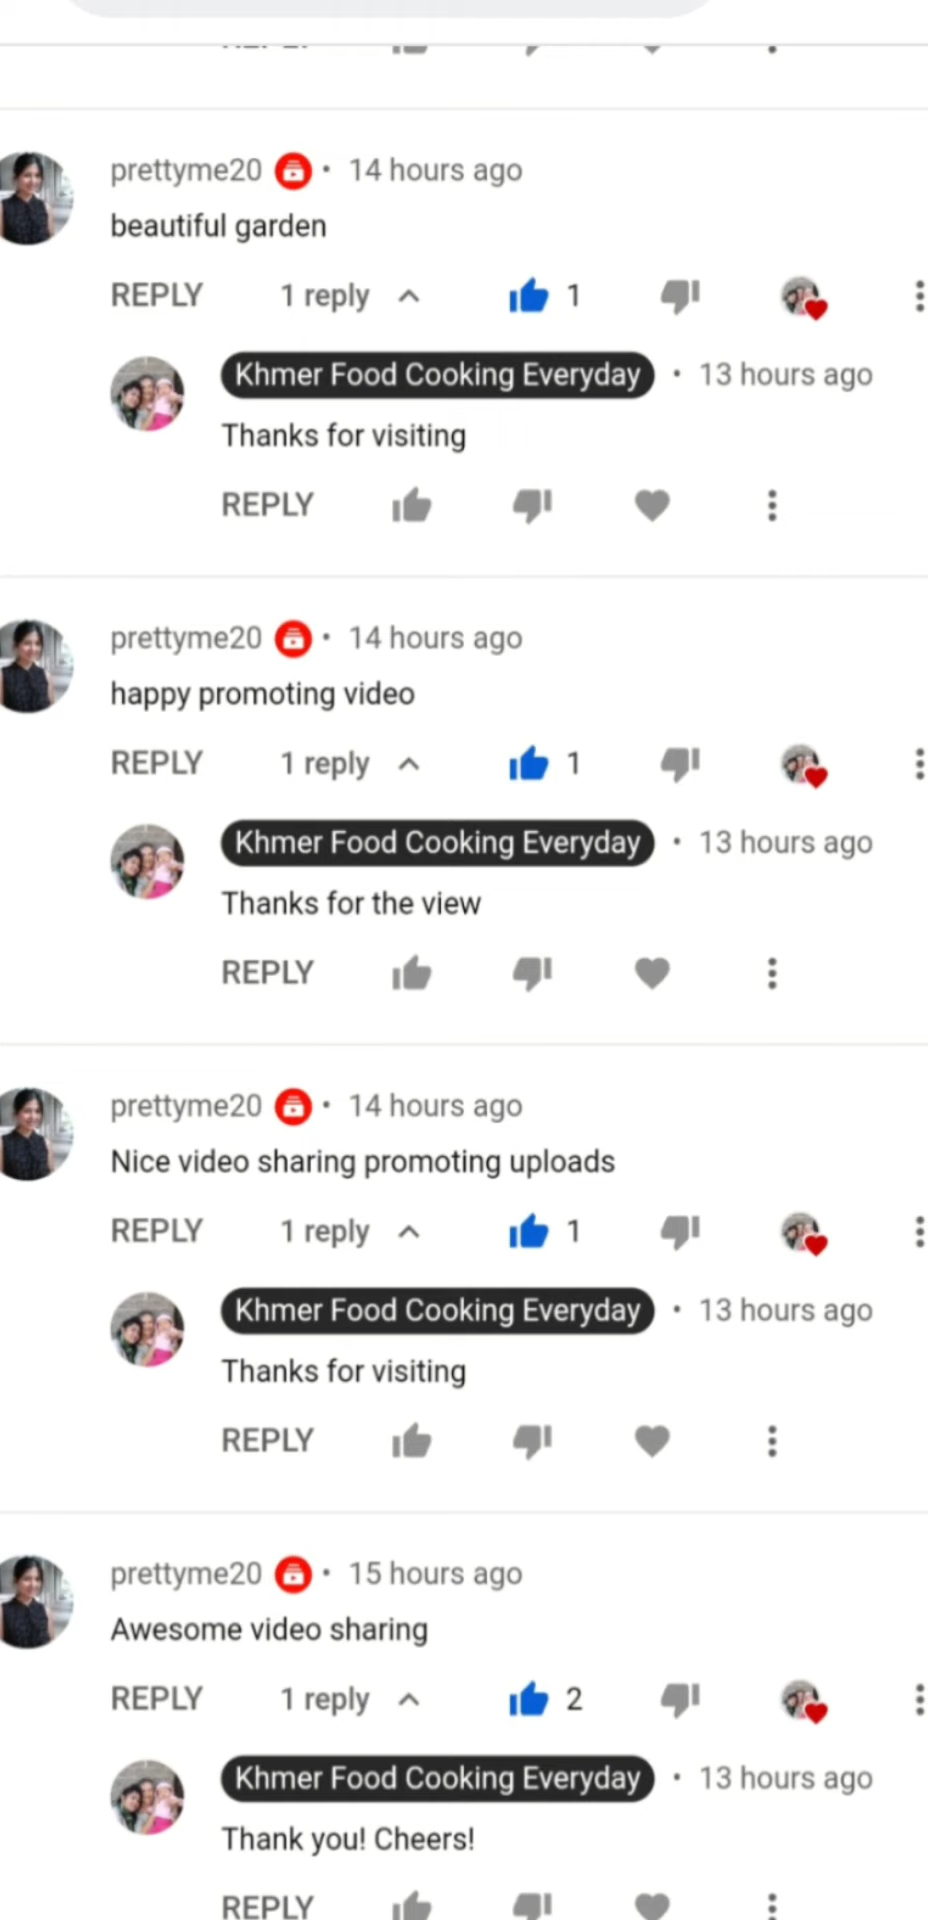 prettyme20 • 14 hours ago
beautiful garden
REPLY 1 reply 1
Khmer Food Cooking Everyday • 13 hours ago
Thanks for visiting
REPLY
prettyme20 • 14 hours ago
happy promoting video
REPLY 1 reply 1
Khmer Food Cooking Everyday • 13 hours ago
Thanks for the view
REPLY
prettyme20 • 14 hours ago
Nice video sharing promoting uploads
REPLY 1 reply 1
Khmer Food Cooking Everyday • 13 hours ago
Thanks for visiting
REPLY
prettyme20 • 15 hours ago
Awesome video sharing
REPLY 1 reply 2
Khmer Food Cooking Everyday • 13 hours ago
Thank you! Cheers!
REPLY